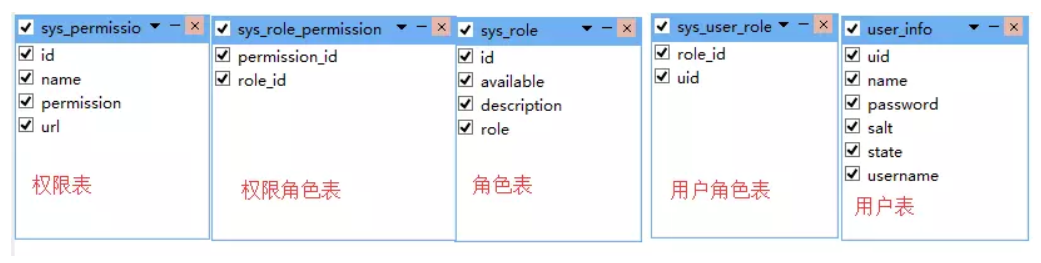 sys_permissio
id
name
permission
url
权限表
sys_role_permission
permission_id
role_id
权限角色表
sys_role
id
available
description
role
角色表
sys_user_role
role_id
uid
用户角色表
user_info
uid
name
password
salt
state
username
用户表